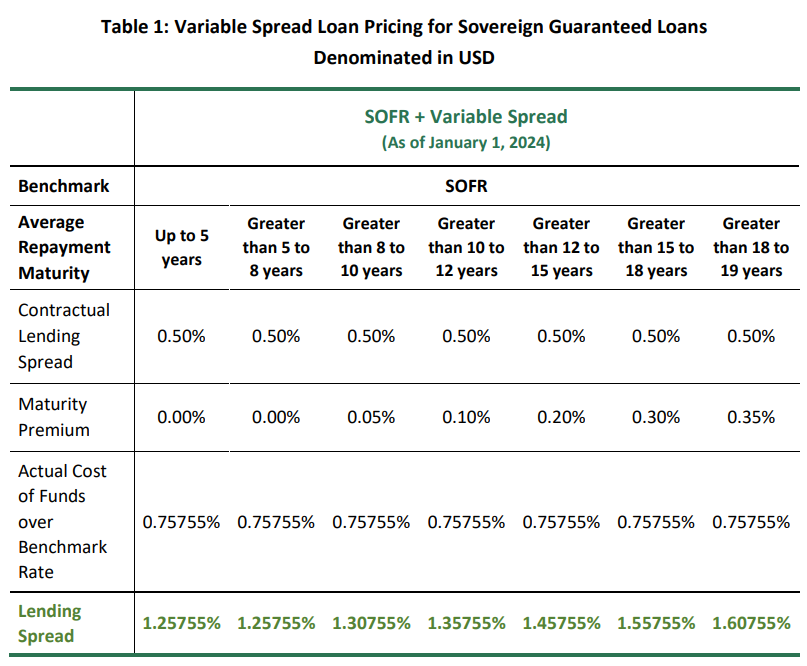 Table 1: Variable Spread Loan Pricing for Sovereign Guaranteed Loans
Denominated in USD
SOFR + Variable Spread
(As of January 1, 2024)
Benchmark
SOFR
Average
Repayment
Maturity
Up to 5
years
Greater
than 5 to
8 years
Greater
than 8 to
10 years
Greater
than 10 to
12 years
Greater
than 12 to
15 years
Greater
than 15 to
18 years
Greater
than 18 to
19 years
Contractual
Lending
Spread
0.50% 0.50% 0.50% 0.50% 0.50% 0.50% 0.50%
Maturity
Premium
0.00% 0.00% 0.05% 0.10% 0.20% 0.30% 0.35%
Actual Cost
of Funds
over
Benchmark
Rate
0.75755% 0.75755% 0.75755% 0.75755% 0.75755% 0.75755% 0.75755%
Lending
Spread
1.25755% 1.25755% 1.30755% 1.35755% 1.45755% 1.55755% 1.60755%